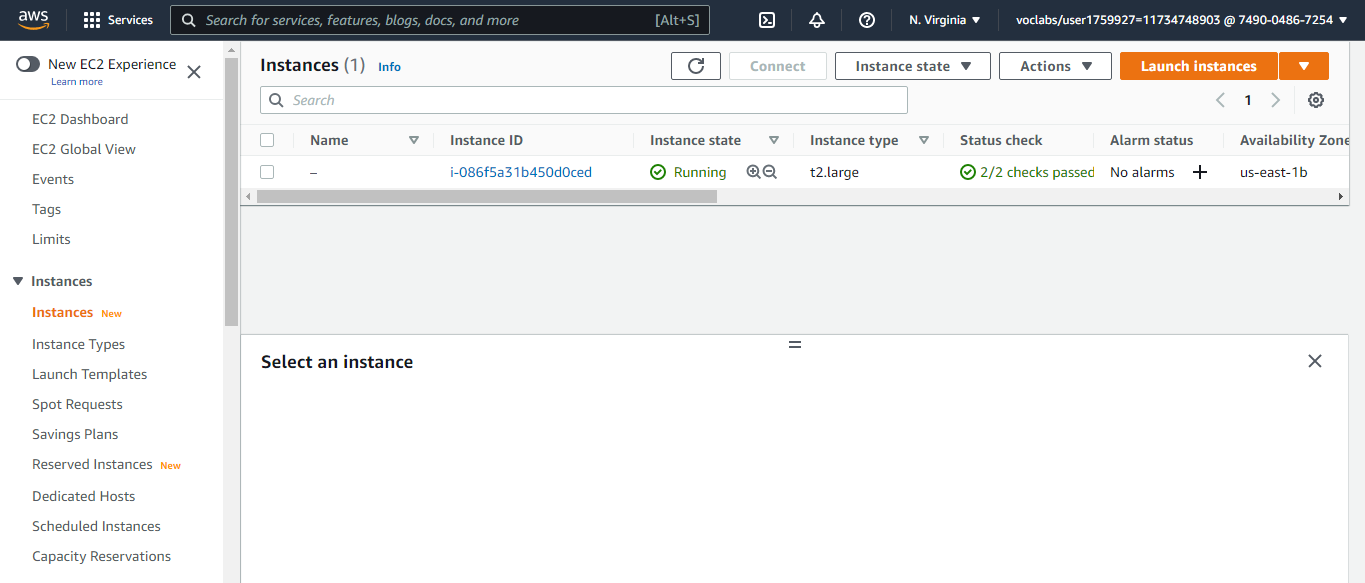 aws Services Search for services, features, blogs, docs, and more [Alt+S] N. Virginia voclabs/user1759927=11734748903 @ 7490-0486-7254
New EC2 Experience
Learn more
EC2 Dashboard
EC2 Global View
Events
Tags
Limits
Instances
Instances New
Instance Types
Launch Templates
Spot Requests
Savings Plans
Reserved Instances New
Dedicated Hosts
Scheduled Instances
Capacity Reservations
Instances (1) Info Connect Instance state Actions Launch instances
Search 1
Name Instance ID Instance state Instance type Status check Alarm status Availability Zone
– i-086f5a31b450d0ced Running t2.large 2/2 checks passed No alarms + us-east-1b
Select an instance